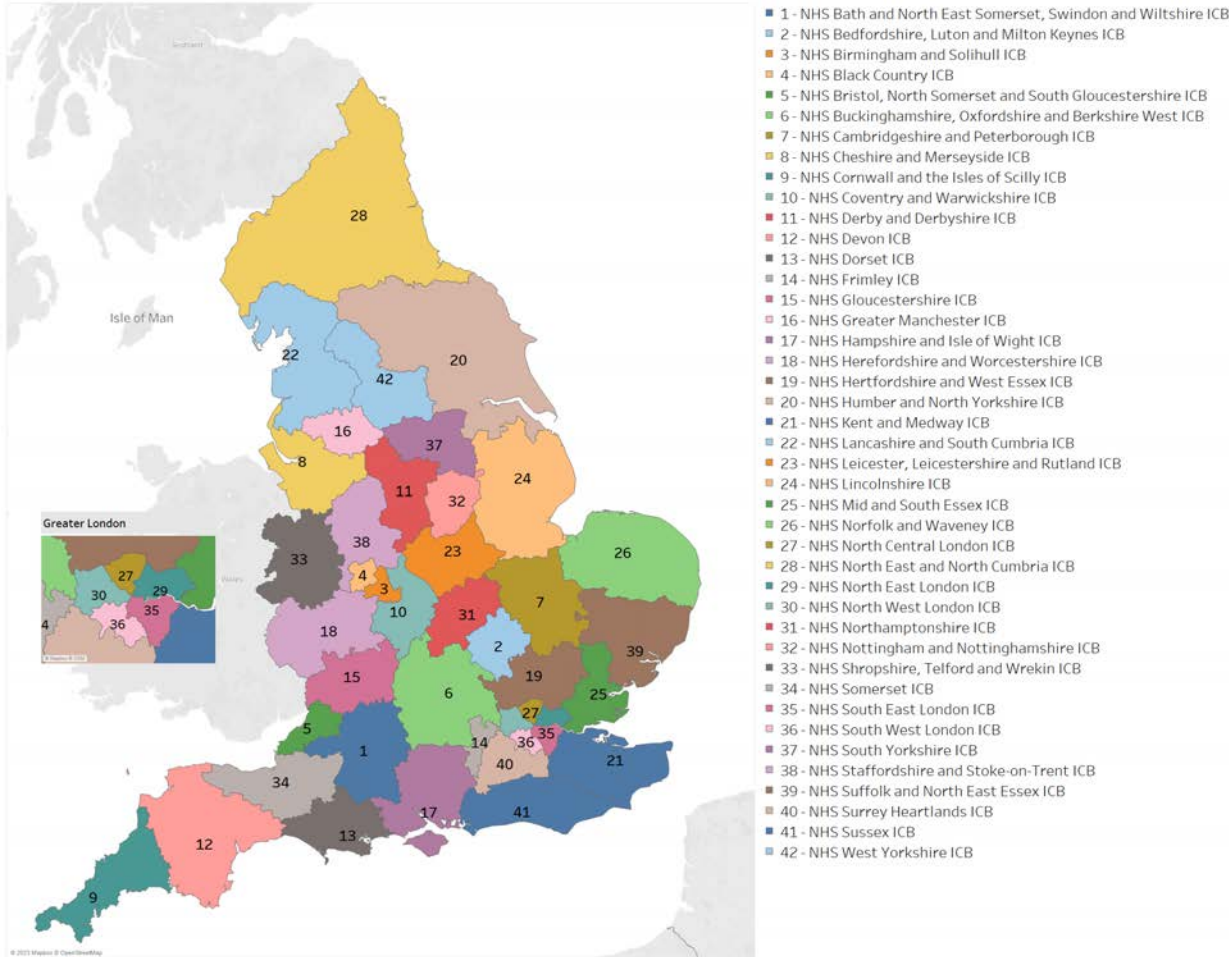 Scotland
Isle of Man
Wales
28
22
42
20
16
37
8
11
32
24
33
38
23
26
4
3
10
31
7
18
2
39
15
6
19
25
5
27
1
14
36
35
40
21
34
17
41
13
12
9
Greater London
27
30
29
35
36
4
© Mapbox © OSM
© 2025 Mapbox © OpenStreetMap
1 - NHS Bath and North East Somerset, Swindon and Wiltshire ICB
2 - NHS Bedfordshire, Luton and Milton Keynes ICB
3 - NHS Birmingham and Solihull ICB
4 - NHS Black Country ICB
5 - NHS Bristol, North Somerset and South Gloucestershire ICB
6 - NHS Buckinghamshire, Oxfordshire and Berkshire West ICB
7 - NHS Cambridgeshire and Peterborough ICB
8 - NHS Cheshire and Merseyside ICB
9 - NHS Cornwall and the Isles of Scilly ICB
10 - NHS Coventry and Warwickshire ICB
11 - NHS Derby and Derbyshire ICB
12 - NHS Devon ICB
13 - NHS Dorset ICB
14 - NHS Frimley ICB
15 - NHS Gloucestershire ICB
16 - NHS Greater Manchester ICB
17 - NHS Hampshire and Isle of Wight ICB
18 - NHS Herefordshire and Worcestershire ICB
19 - NHS Hertfordshire and West Essex ICB
20 - NHS Humber and North Yorkshire ICB
21 - NHS Kent and Medway ICB
22 - NHS Lancashire and South Cumbria ICB
23 - NHS Leicester, Leicestershire and Rutland ICB
24 - NHS Lincolnshire ICB
25 - NHS Mid and South Essex ICB
26 - NHS Norfolk and Waveney ICB
27 - NHS North Central London ICB
28 - NHS North East and North Cumbria ICB
29 - NHS North East London ICB
30 - NHS North West London ICB
31 - NHS Northamptonshire ICB
32 - NHS Nottingham and Nottinghamshire ICB
33 - NHS Shropshire, Telford and Wrekin ICB
34 - NHS Somerset ICB
35 - NHS South East London ICB
36 - NHS South West London ICB
37 - NHS South Yorkshire ICB
38 - NHS Staffordshire and Stoke-on-Trent ICB
39 - NHS Suffolk and North East Essex ICB
40 - NHS Surrey Heartlands ICB
41 - NHS Sussex ICB
42 - NHS West Yorkshire ICB